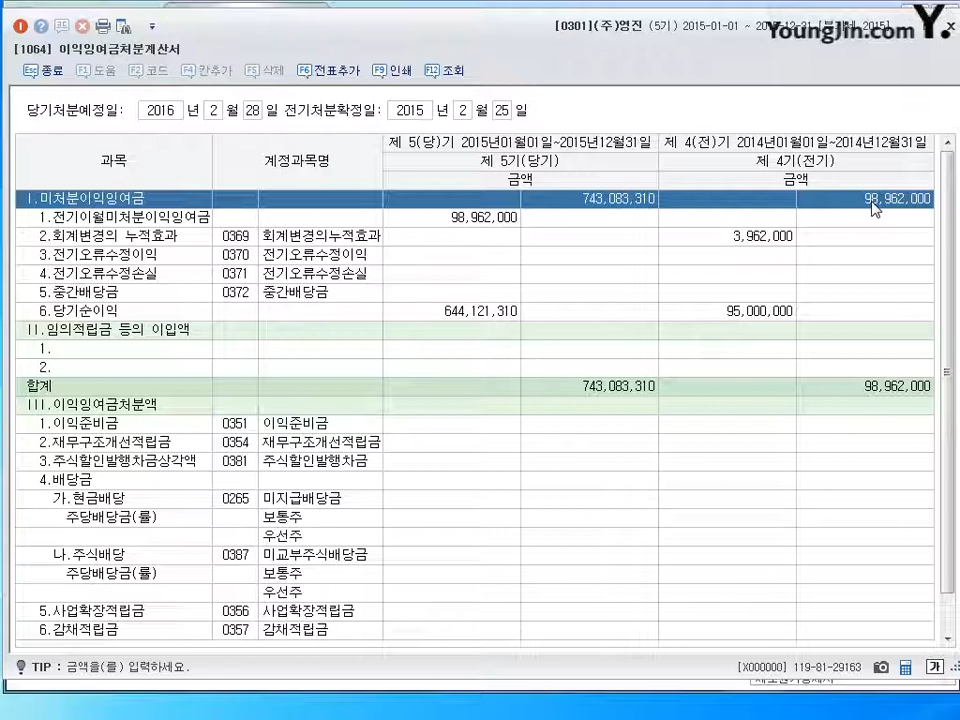 [0301](주)영진 (5기) 2015-01-01 ~
YoungJin.com Y.
[1064] 이익잉여금처분계산서
Esc 종료 F1 도움 F2 코드 F4 칸추가 F5 삭제 F6 전표추가 F9 인쇄 F12 조회
당기처분예정일: 2016 년 2 월 28 일 전기처분확정일: 2015 년 2 월 25 일
과목 계정과목명 제 5(당)기 2015년01월01일~2015년12월31일 제 4(전)기 2014년01월01일~2014년12월31일
제 5기(당기) 제 4기(전기)
금액 금액
I.미처분이익잉여금 743,083,310 98,962,000
1.전기이월미처분이익잉여금 98,962,000
2.회계변경의 누적효과 0369 회계변경의누적효과 3,962,000
3.전기오류수정이익 0370 전기오류수정이익
4.전기오류수정손실 0371 전기오류수정손실
5.중간배당금 0372 중간배당금
6.당기순이익 644,121,310 95,000,000
II.임의적립금 등의 이입액
1.
2.
합계 743,083,310 98,962,000
III.이익잉여금처분액
1.이익준비금 0351 이익준비금
2.재무구조개선적립금 0354 재무구조개선적립금
3.주식할인발행차금상각액 0381 주식할인발행차금
4.배당금
가.현금배당 0265 미지급배당금
주당배당금(률) 보통주
우선주
나.주식배당 0387 미교부주식배당금
주당배당금(률) 보통주
우선주
5.사업확장적립금 0356 사업확장적립금
6.감채적립금 0357 감채적립금
TIP : 금액을(를) 입력하세요. [X000000] 119-81-29163 가